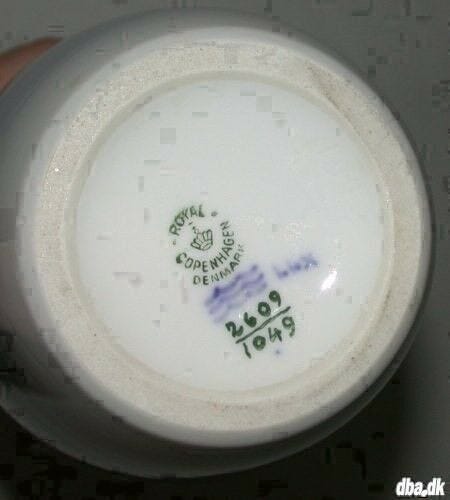 ROYAL
COPENHAGEN
DENMARK
2609
1049
dba.dk